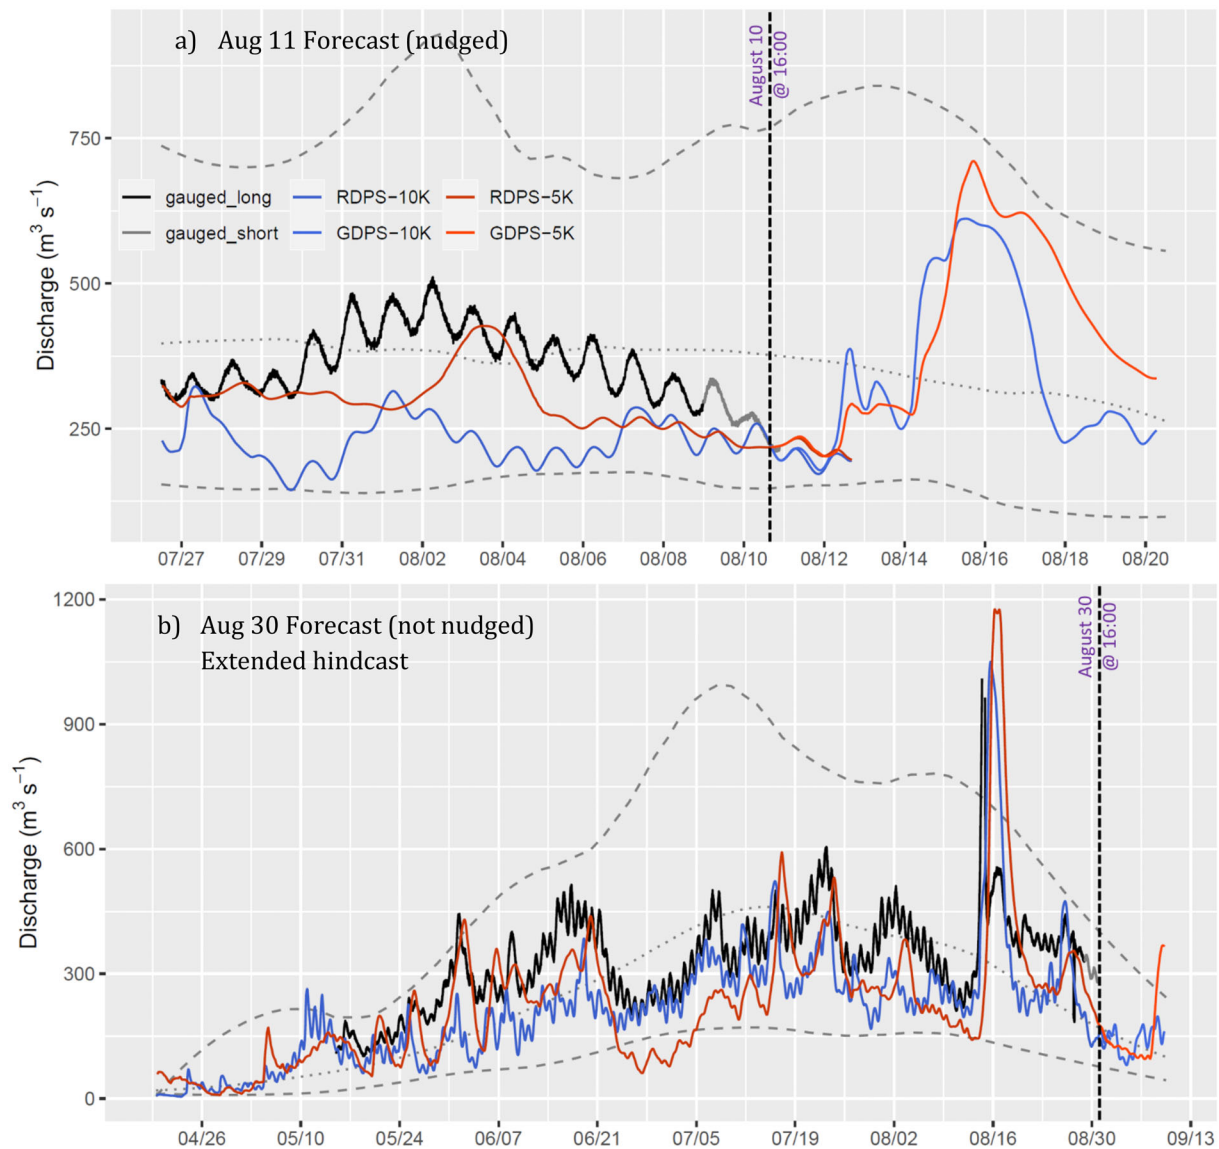 a) Aug 11 Forecast (nudged)
August 10
@ 16:00
Discharge (m³ s⁻¹)
750
500
250
gauged_long
RDPS−10K
RDPS−5K
gauged_short
GDPS−10K
GDPS−5K
07/27 07/29 07/31 08/02 08/04 08/06 08/08 08/10 08/12 08/14 08/16 08/18 08/20
b) Aug 30 Forecast (not nudged)
Extended hindcast
August 30
@ 16:00
Discharge (m³ s⁻¹)
1200
900
600
300
0
04/26 05/10 05/24 06/07 06/21 07/05 07/19 08/02 08/16 08/30 09/13